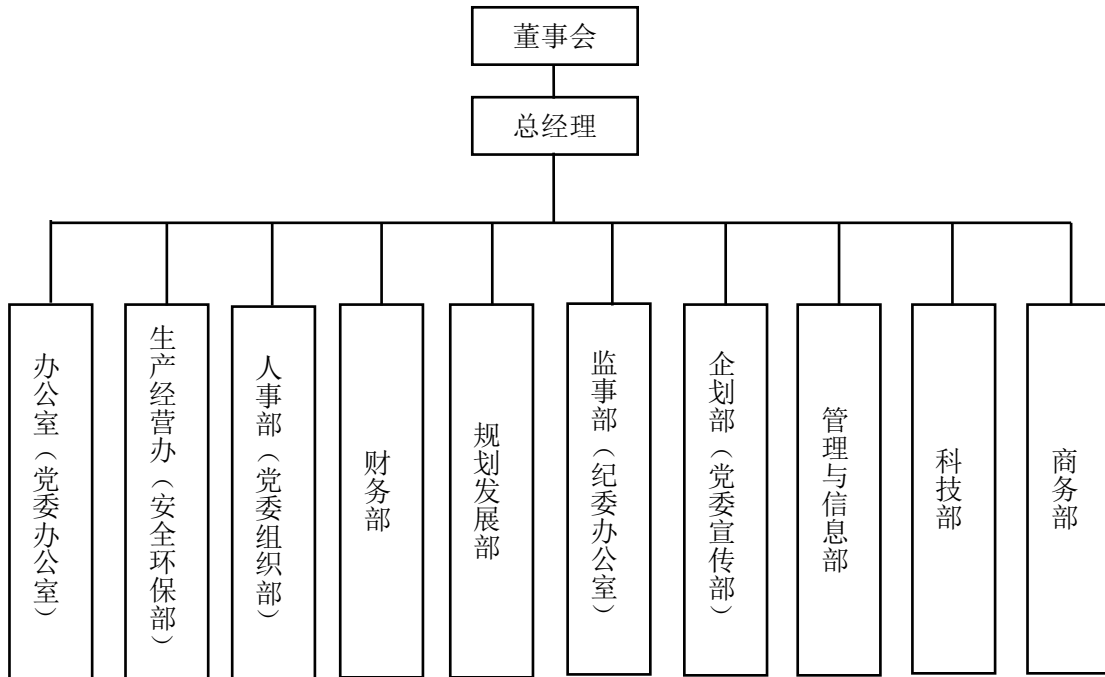 董事会
总经理
办公室（党委办公室）
生产经营办（安全环保部）
人事部（党委组织部）
财务部
规划发展部
监事部（纪委办公室）
企划部（党委宣传部）
管理与信息部
科技部
商务部